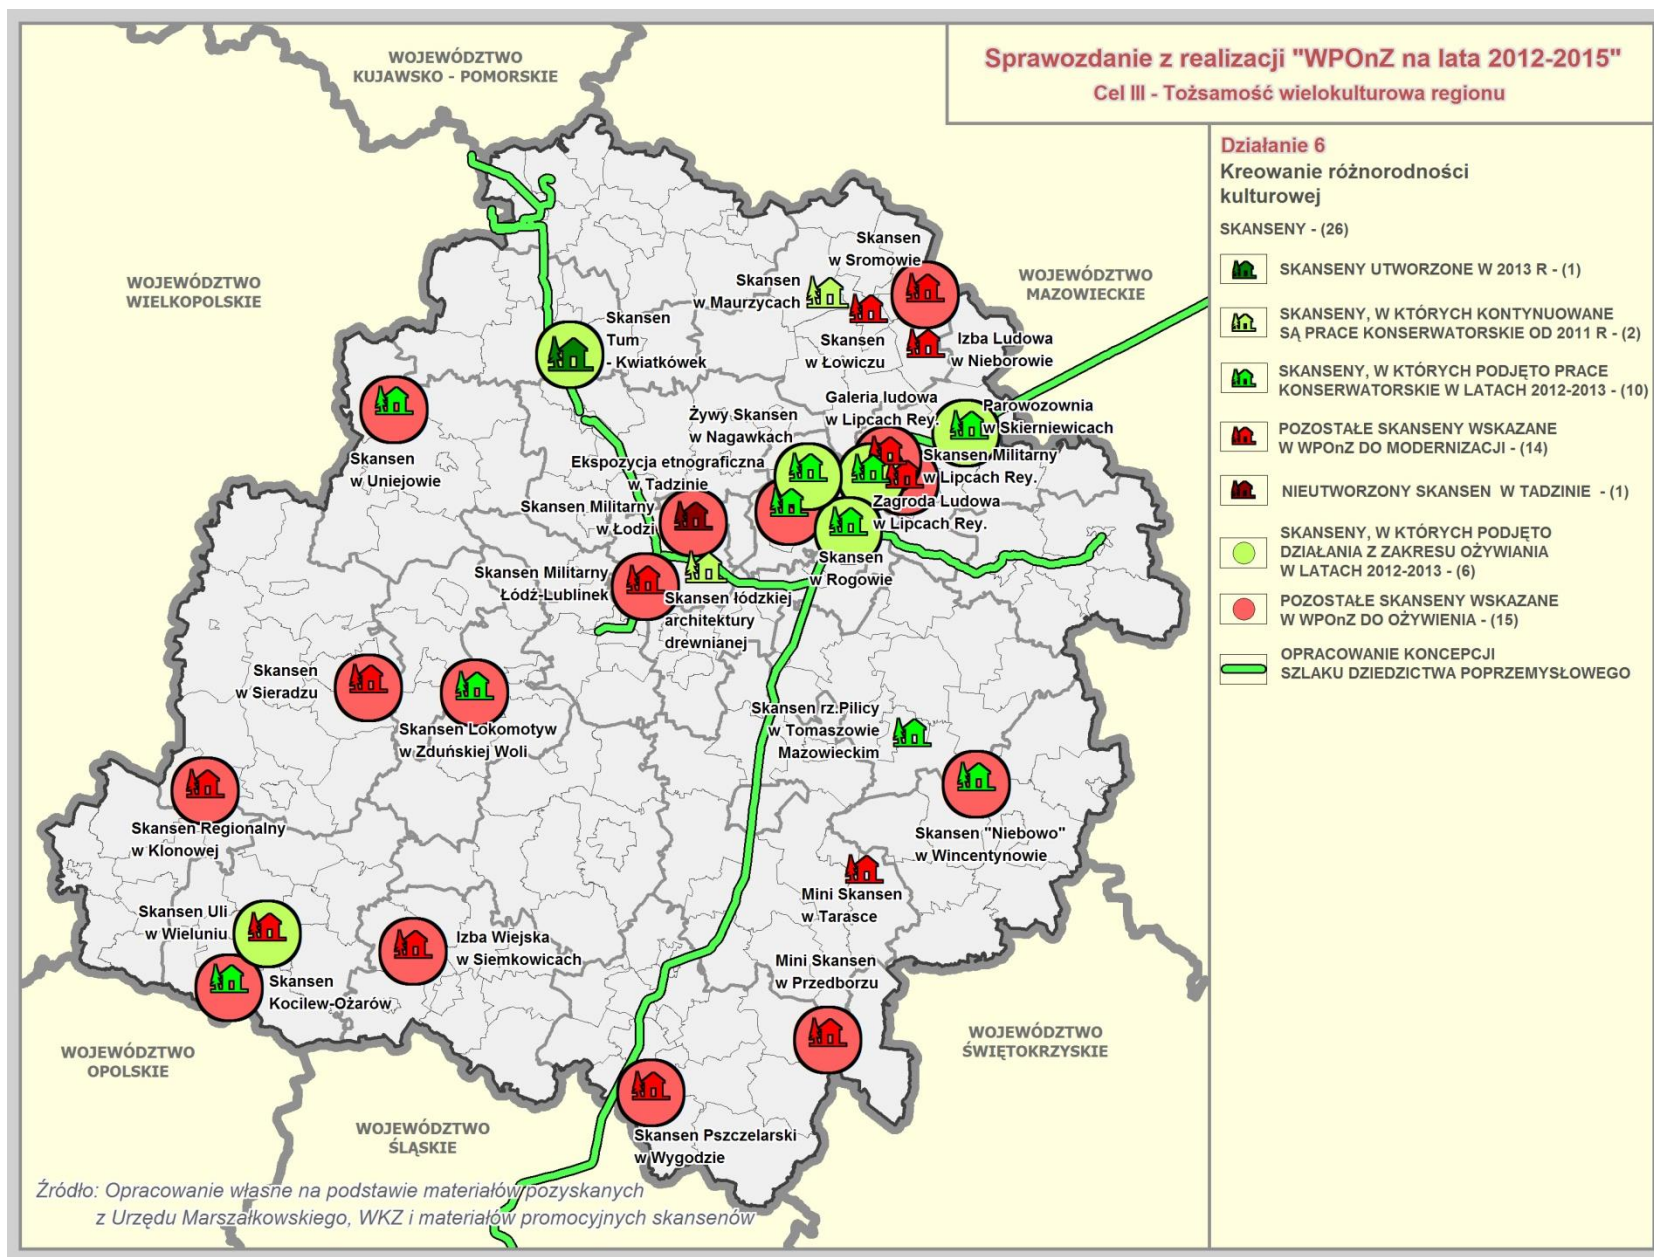 Sprawozdanie z realizacji "WPOnZ na lata 2012-2015"
Cel III - Tożsamość wielokulturowa regionu
Działanie 6
Kreowanie różnorodności
kulturowej
SKANSENY - (26)
SKANSENY UTWORZONE W 2013 R - (1)
SKANSENY, W KTÓRYCH KONTYNUOWANE
SĄ PRACE KONSERWATORSKIE OD 2011 R - (2)
SKANSENY, W KTÓRYCH PODJĘTO PRACE
KONSERWATORSKIE W LATACH 2012-2013 - (10)
POZOSTAŁE SKANSENY WSKAZANE
W WPOnZ DO MODERNIZACJI - (14)
NIEUTWORZONY SKANSEN W TADZINIE - (1)
SKANSENY, W KTÓRYCH PODJĘTO
DZIAŁANIA Z ZAKRESU OŻYWIANIA
W LATACH 2012-2013 - (6)
POZOSTAŁE SKANSENY WSKAZANE
W WPOnZ DO OŻYWIENIA - (15)
OPRACOWANIE KONCEPCJI
SZLAKU DZIEDZICTWA POPRZEMYSŁOWEGO
WOJEWÓDZTWO
KUJAWSKO - POMORSKIE
WOJEWÓDZTWO
WIELKOPOLSKIE
WOJEWÓDZTWO
MAZOWIECKIE
Skansen
w Sromowie
Skansen
w Maurzycach
Skansen
w Łowiczu
Izba Ludowa
w Nieborowie
Skansen
Tum
- Kwiatkówek
Skansen
w Uniejowie
Żywy Skansen
w Nagawkach
Galeria ludowa
w Lipcach Rey.
Parowozownia
w Skierniewicach
Skansen Militarny
w Lipcach Rey.
Zagroda Ludowa
w Lipcach Rey.
Ekspozycja etnograficzna
w Tadzinie
Skansen Militarny
w Łodzi
Skansen
w Rogowie
Skansen Militarny
Łódź-Lublinek
Skansen łódzkiej
architektury
drewnianej
Skansen
w Sieradzu
Skansen Lokomotyw
w Zduńskiej Woli
Skansen rz.Pilicy
w Tomaszowie
Mazowieckim
Skansen "Niebowo"
w Wincentynowie
Skansen Regionalny
w Klonowej
Mini Skansen
w Tarasce
Skansen Uli
w Wieluniu
Izba Wiejska
w Siemkowicach
Skansen
Kocilew-Ożarów
Mini Skansen
w Przedborzu
Skansen Pszczelarski
w Wygodzie
WOJEWÓDZTWO
OPOLSKIE
WOJEWÓDZTWO
ŚLĄSKIE
WOJEWÓDZTWO
ŚWIĘTOKRZYSKIE
Źródło: Opracowanie własne na podstawie materiałów pozyskanych
z Urzędu Marszałkowskiego, WKZ i materiałów promocyjnych skansenów